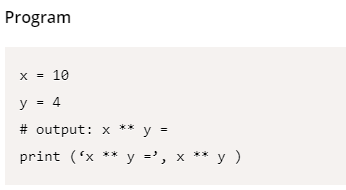 Program
x = 10
y = 4
# output: x ** y =
print (‘x ** y =’, x ** y )